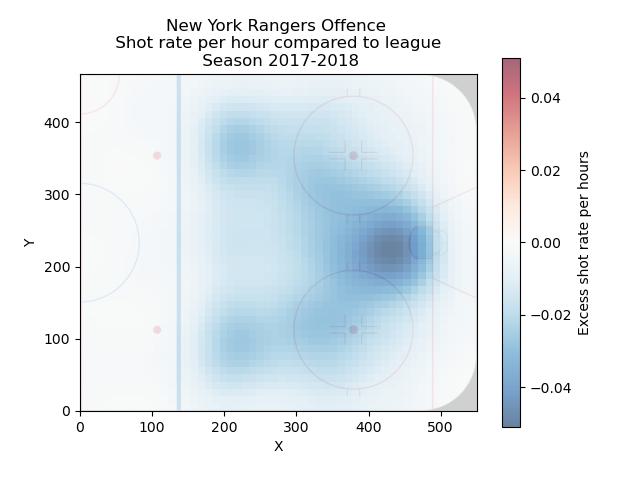 New York Rangers Offence
Shot rate per hour compared to league
Season 2017-2018
400
300
200
100
0
Y
0 100 200 300 400 500
X
0.04
0.02
0.00
−0.02
−0.04
Excess shot rate per hours